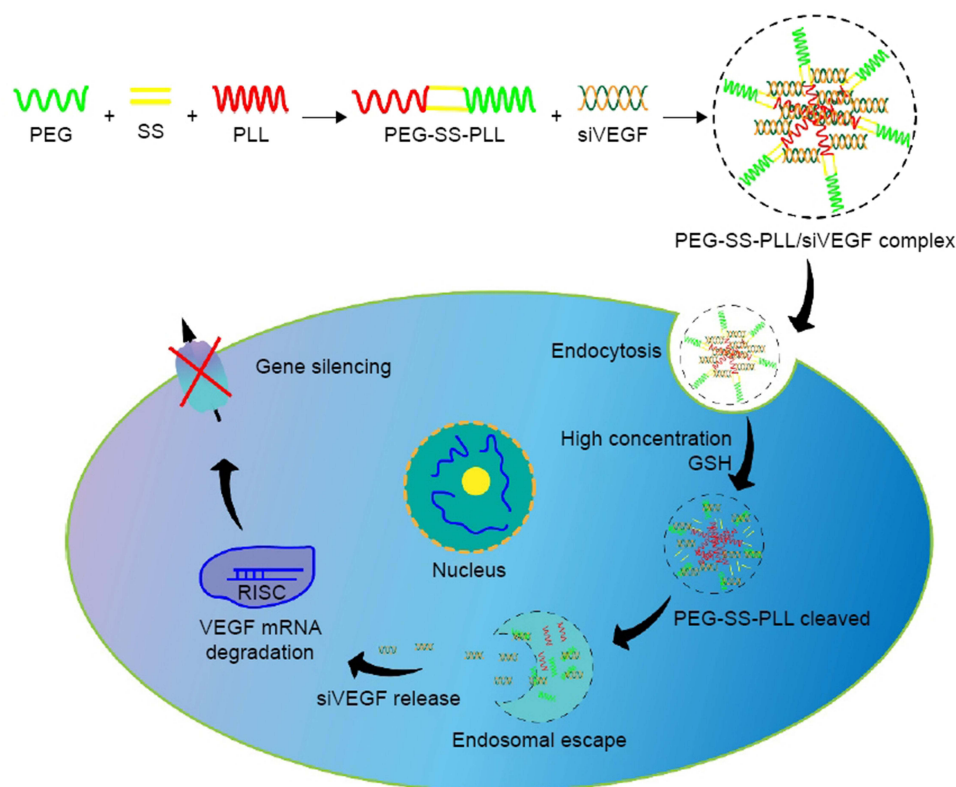 PEG + SS + PLL PEG-SS-PLL + siVEGF
PEG-SS-PLL/siVEGF complex
Endocytosis
Gene silencing
High concentration
GSH
Nucleus
PEG-SS-PLL cleaved
RISC
VEGF mRNA
degradation
siVEGF release
Endosomal escape